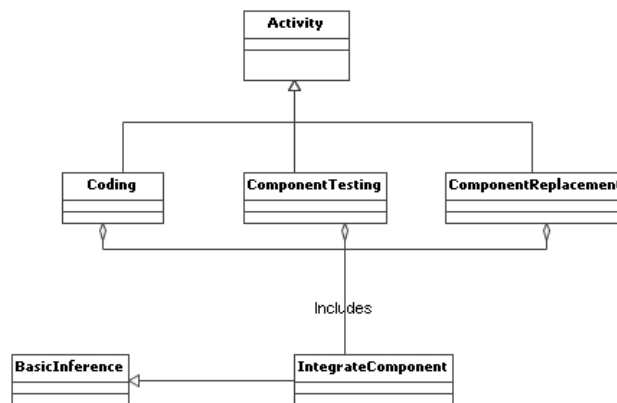 Activity
Coding
ComponentTesting
ComponentReplacement
Includes
BasicInference
IntegrateComponent